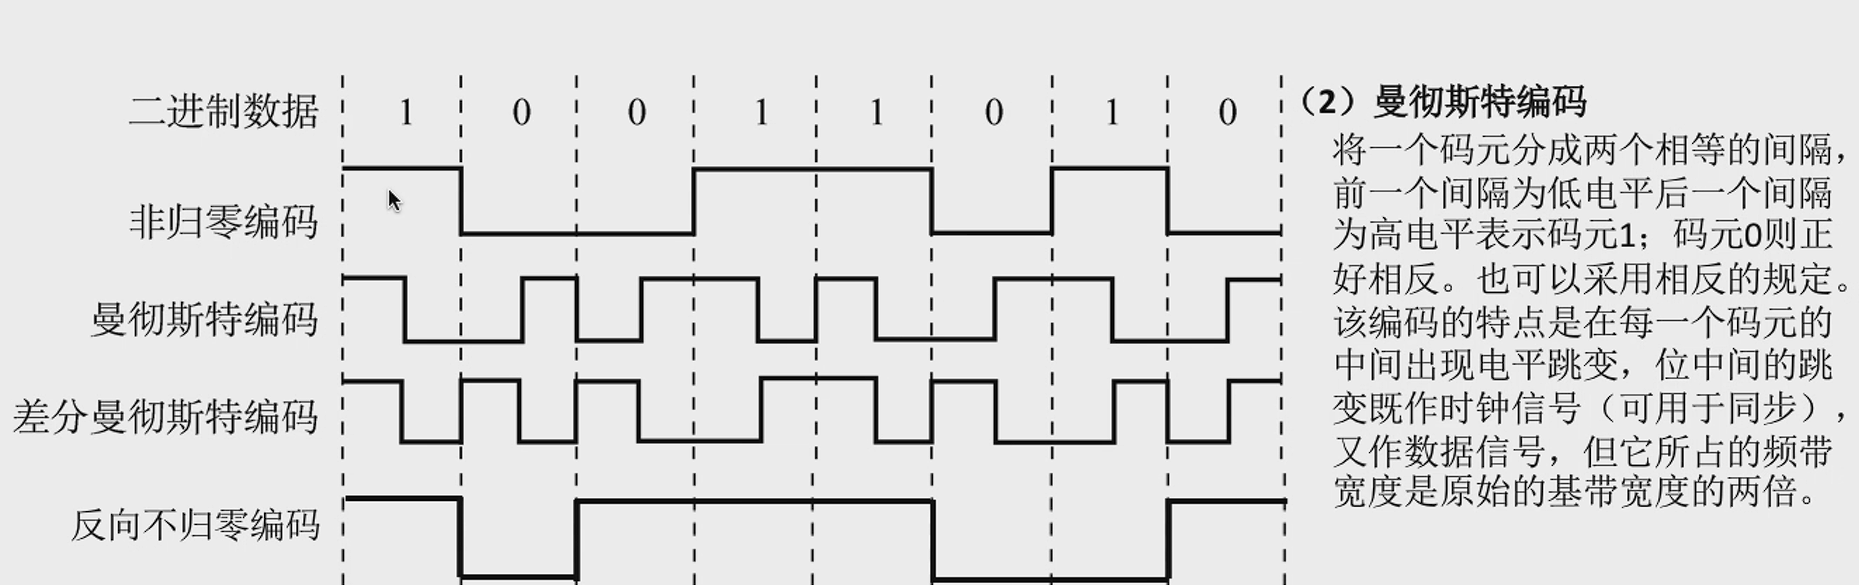 二进制数据 1 0 0 1 1 0 1 0
非归零编码
曼彻斯特编码
差分曼彻斯特编码
反向不归零编码
（2）曼彻斯特编码
将一个码元分成两个相等的间隔，
前一个间隔为低电平后一个间隔
为高电平表示码元1；码元0则正
好相反。也可以采用相反的规定。
该编码的特点是在每一个码元的
中间出现电平跳变，位中间的跳
变既作时钟信号（可用于同步），
又作数据信号，但它所占的频带
宽度是原始的基带宽度的两倍。